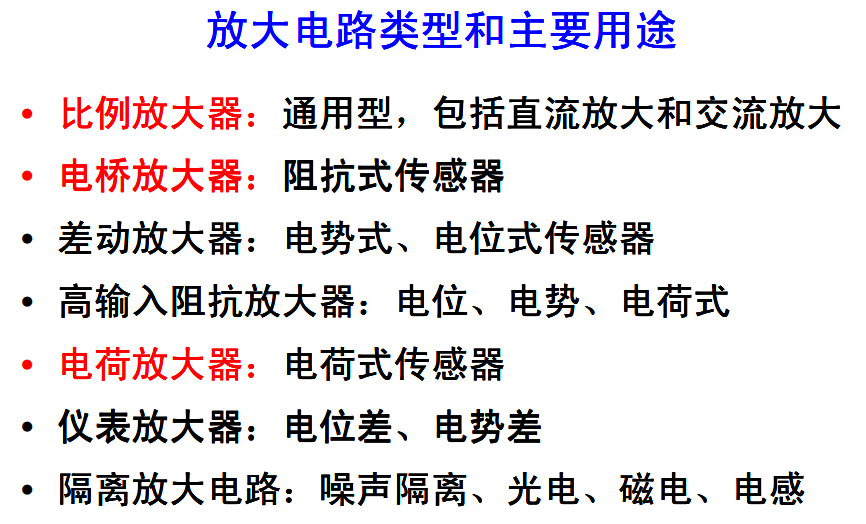 放大电路类型和主要用途
• 比例放大器：通用型，包括直流放大和交流放大
• 电桥放大器：阻抗式传感器
• 差动放大器：电势式、电位式传感器
• 高输入阻抗放大器：电位、电势、电荷式
• 电荷放大器：电荷式传感器
• 仪表放大器：电位差、电势差
• 隔离放大电路：噪声隔离、光电、磁电、电感